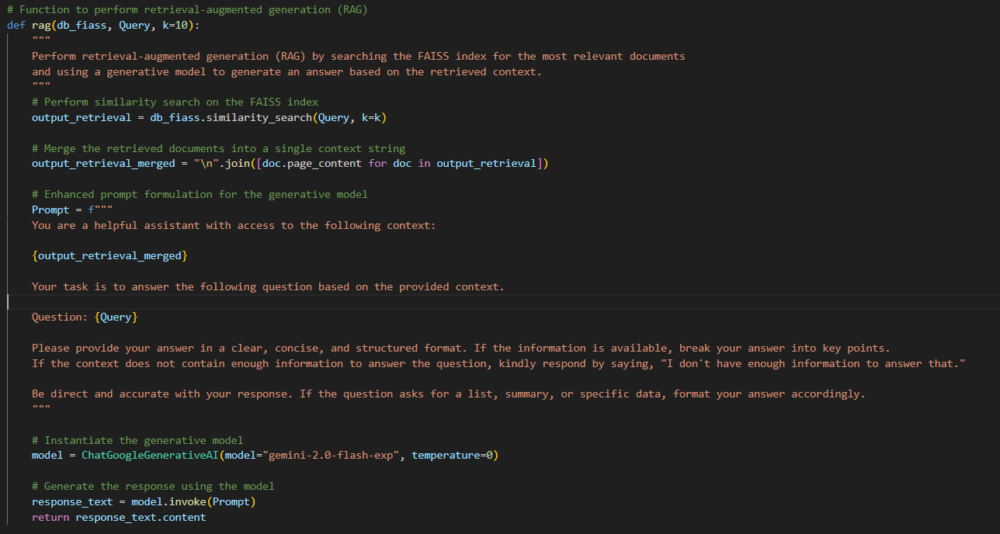 # Function to perform retrieval-augmented generation (RAG)
def rag(db_fiass, Query, k=10):
    """
    Perform retrieval-augmented generation (RAG) by searching the FAISS index for the most relevant documents
    and using a generative model to generate an answer based on the retrieved context.
    """
    # Perform similarity search on the FAISS index
    output_retrieval = db_fiass.similarity_search(Query, k=k)

    # Merge the retrieved documents into a single context string
    output_retrieval_merged = "\n".join([doc.page_content for doc in output_retrieval])

    # Enhanced prompt formulation for the generative model
    Prompt = f"""
    You are a helpful assistant with access to the following context:

    {output_retrieval_merged}

    Your task is to answer the following question based on the provided context.

    Question: {Query}

    Please provide your answer in a clear, concise, and structured format. If the information is available, break your answer into key points.
    If the context does not contain enough information to answer the question, kindly respond by saying, "I don't have enough information to answer that."

    Be direct and accurate with your response. If the question asks for a list, summary, or specific data, format your answer accordingly.
    """

    # Instantiate the generative model
    model = ChatGoogleGenerativeAI(model="gemini-2.0-flash-exp", temperature=0)

    # Generate the response using the model
    response_text = model.invoke(Prompt)
    return response_text.content